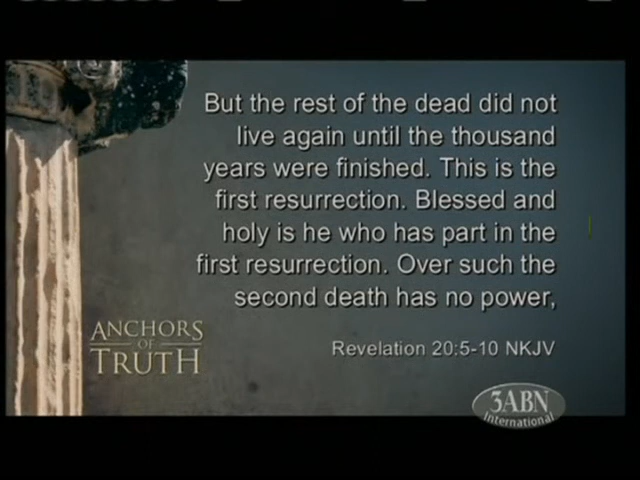 But the rest of the dead did not
live again until the thousand
years were finished. This is the
first resurrection. Blessed and
holy is he who has part in the
first resurrection. Over such the
second death has no power,
Revelation 20:5-10 NKJV
ANCHORS
OF
TRUTH
3ABN
International